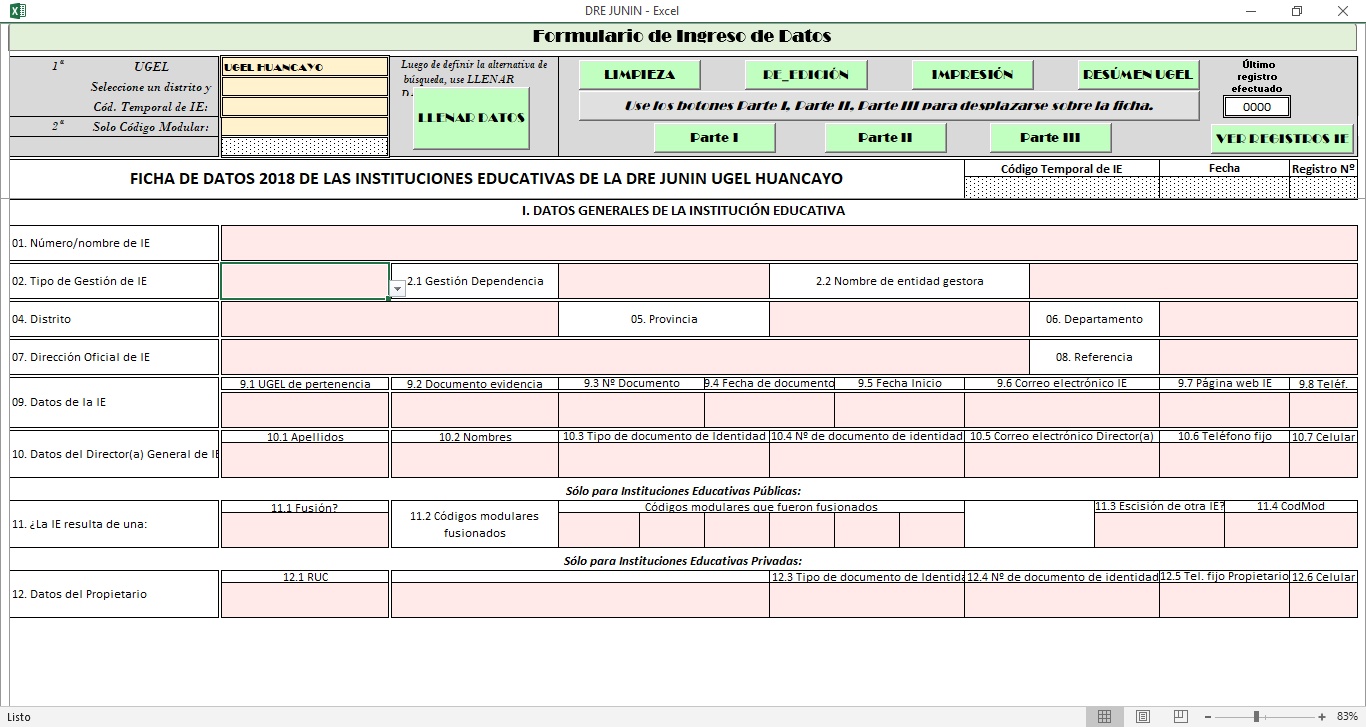 DRE JUNIN - Excel
Formulario de Ingreso de Datos
1ª UGEL
UGEL HUANCAYO
Seleccione un distrito y
Cód. Temporal de IE:
2ª Solo Código Modular:
Luego de definir la alternativa de
búsqueda, use LLENAR
LLENAR DATOS
LIMPIEZA
RE_EDICIÓN
IMPRESIÓN
RESÚMEN UGEL
Use los botones Parte I, Parte II, Parte III para desplazarse sobre la ficha.
Parte I
Parte II
Parte III
Último
registro
efectuado
0000
VER REGISTROS IE
FICHA DE DATOS 2018 DE LAS INSTITUCIONES EDUCATIVAS DE LA DRE JUNIN UGEL HUANCAYO
Código Temporal de IE
Fecha
Registro Nº
I. DATOS GENERALES DE LA INSTITUCIÓN EDUCATIVA
01. Número/nombre de IE
02. Tipo de Gestión de IE
2.1 Gestión Dependencia
2.2 Nombre de entidad gestora
04. Distrito
05. Provincia
06. Departamento
07. Dirección Oficial de IE
08. Referencia
09. Datos de la IE
9.1 UGEL de pertenencia
9.2 Documento evidencia
9.3 Nº Documento
9.4 Fecha de documento
9.5 Fecha Inicio
9.6 Correo electrónico IE
9.7 Página web IE
9.8 Teléf.
10. Datos del Director(a) General de IE
10.1 Apellidos
10.2 Nombres
10.3 Tipo de documento de Identidad
10.4 Nº de documento de identidad
10.5 Correo electrónico Director(a)
10.6 Teléfono fijo
10.7 Celular
Sólo para Instituciones Educativas Públicas:
11. ¿La IE resulta de una:
11.1 Fusión?
11.2 Códigos modulares
fusionados
Códigos modulares que fueron fusionados
11.3 Escisión de otra IE?
11.4 CodMod
Sólo para Instituciones Educativas Privadas:
12. Datos del Propietario
12.1 RUC
12.3 Tipo de documento de Identida
12.4 Nº de documento de identidad
12.5 Tel. fijo Propietario
12.6 Celular
Listo
83%